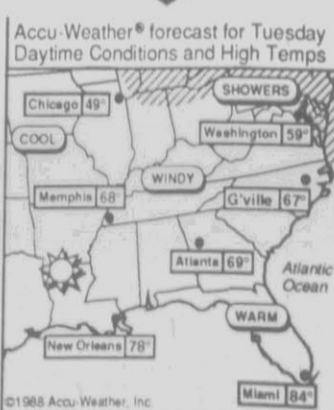 Accu-Weather® forecast for Tuesday
Daytime Conditions and High Temps
SHOWERS
Chicago 49°
Washington 59°
COOL
WINDY
Memphis 68°
G'ville 67°
Atlanta 69°
Atlantic
Ocean
WARM
New Orleans 78°
Miami 84°
©1988 Accu-Weather, Inc.